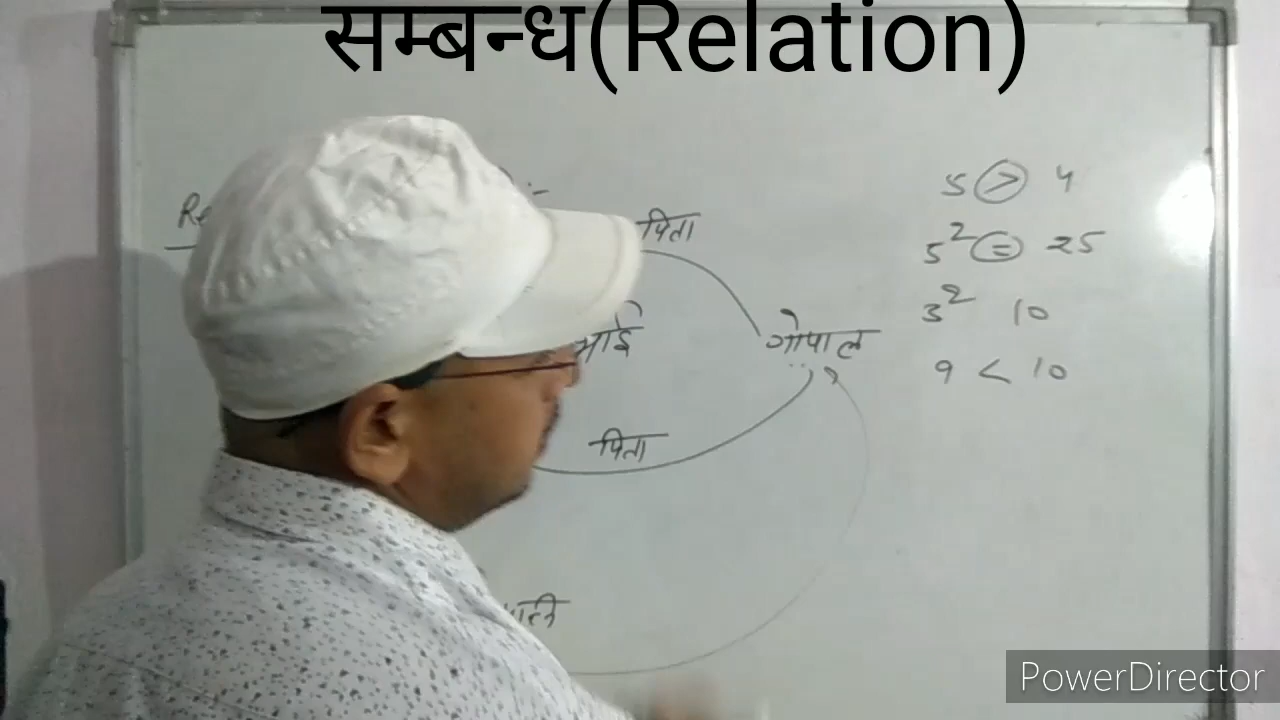 सम्बन्ध(Relation)
:-
पिता
भाई
गोपाल
पिता
5 > 4
5² = 25
3² 10
9 < 10
PowerDirector